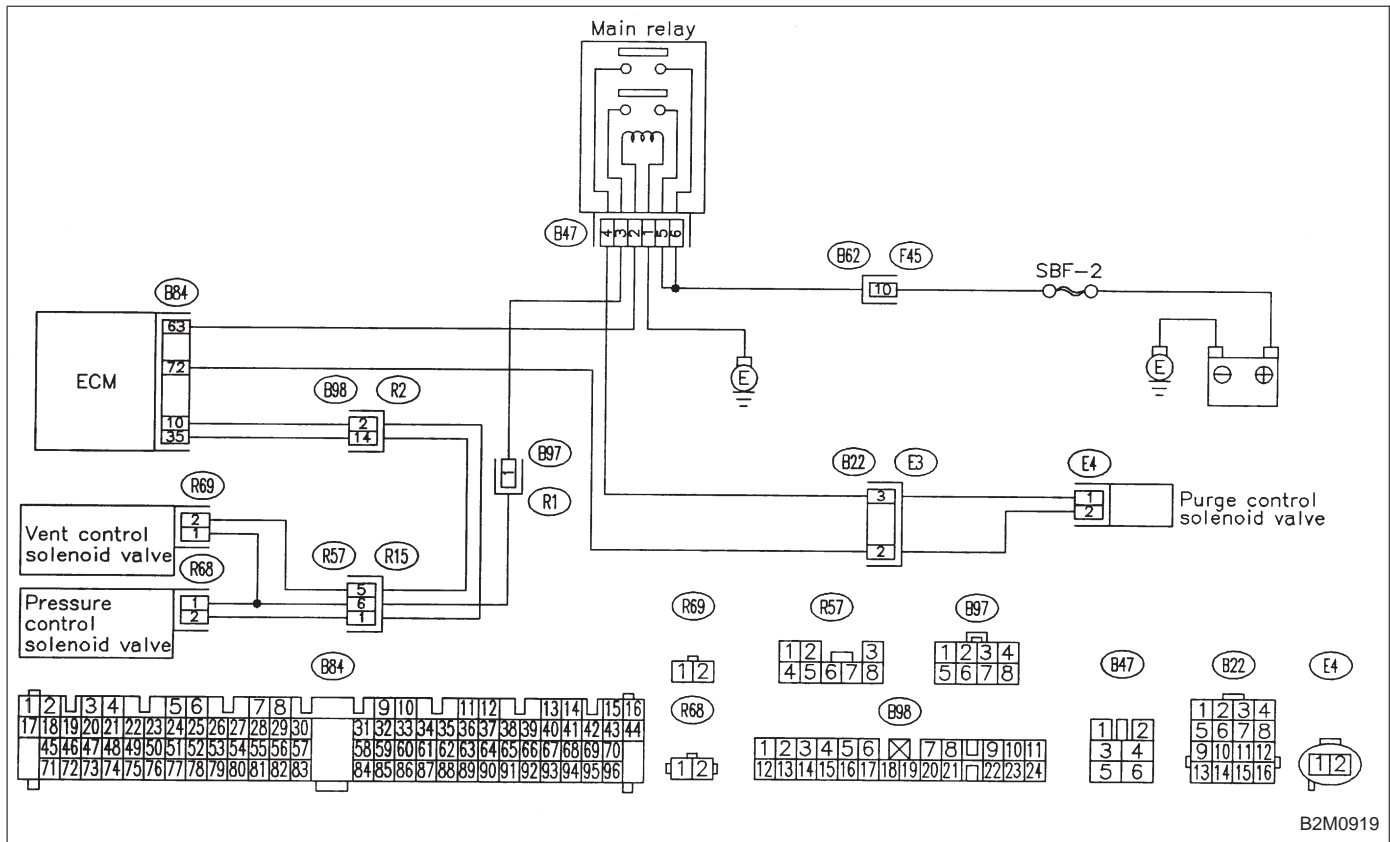 Main relay
B47
4 3 2 1 5 6
B62 F45
10
SBF-2
B84
63
72
10
35
ECM
E
E
⊖ ⊕
B98 R2
2
14
B97
1
R1
B22 E3
3
2
E4
1
2
Purge control
solenoid valve
R69
2
1
Vent control
solenoid valve
R68
1
2
Pressure
control
solenoid valve
R57 R15
5
6
1
R69
1 2
R57
1 2 3
4 5 6 7 8
B97
1 2 3 4
5 6 7 8
B84
1 2 3 4 5 6 7 8 9 10 11 12 13 14 15 16
17 18 19 20 21 22 23 24 25 26 27 28 29 30 31 32 33 34 35 36 37 38 39 40 41 42 43 44
45 46 47 48 49 50 51 52 53 54 55 56 57 58 59 60 61 62 63 64 65 66 67 68 69 70
71 72 73 74 75 76 77 78 79 80 81 82 83 84 85 86 87 88 89 90 91 92 93 94 95 96
R68
1 2
B98
1 2 3 4 5 6 7 8 9 10 11
12 13 14 15 16 17 18 19 20 21 22 23 24
B47
1 2
3 4
5 6
B22
1 2 3 4
5 6 7 8
9 10 11 12
13 14 15 16
E4
1 2
B2M0919